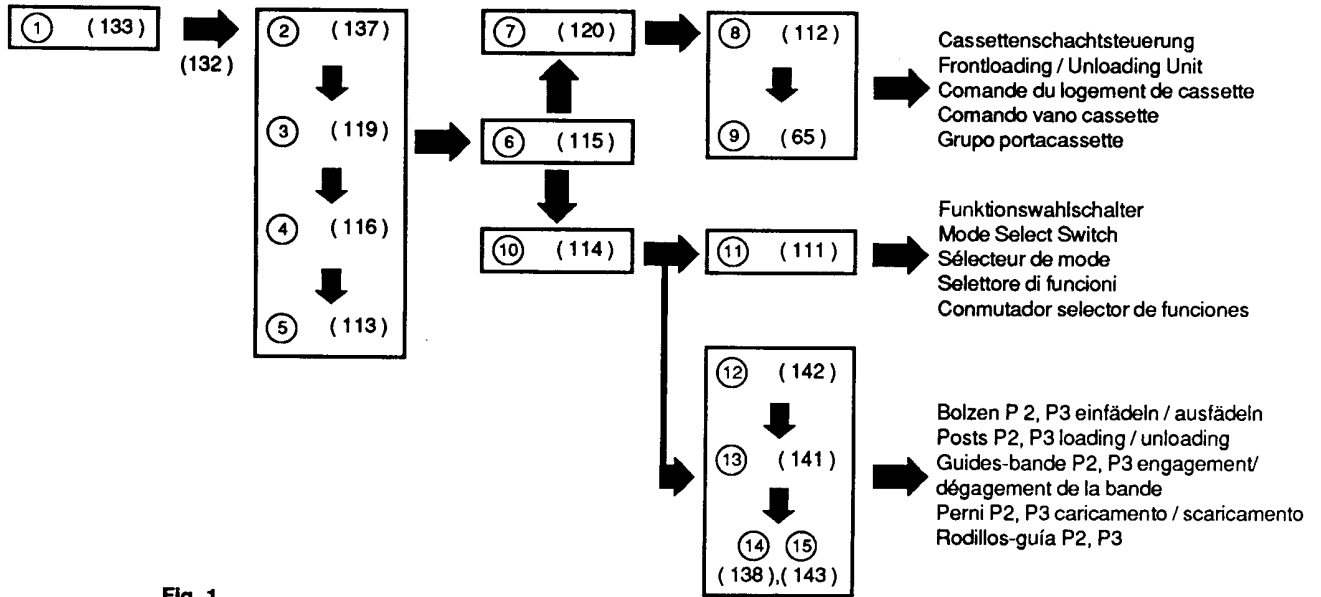 ① (133)
(132)
② (137)
③ (119)
④ (116)
⑤ (113)
⑦ (120)
⑥ (115)
⑩ (114)
⑧ (112)
⑨ (65)
Cassettenschachtsteuerung
Frontloading / Unloading Unit
Comande du logement de cassette
Comando vano cassette
Grupo portacassette
⑪ (111)
Funktionswahlschalter
Mode Select Switch
Sélecteur de mode
Selettore di funcioni
Conmutador selector de funciones
⑫ (142)
⑬ (141)
⑭ ⑮
(138),(143)
Bolzen P 2, P3 einfädeln / ausfädeln
Posts P2, P3 loading / unloading
Guides-bande P2, P3 engagement/
dégagement de la bande
Perni P2, P3 caricamento / scaricamento
Rodillos-guía P2, P3
Fig. 1